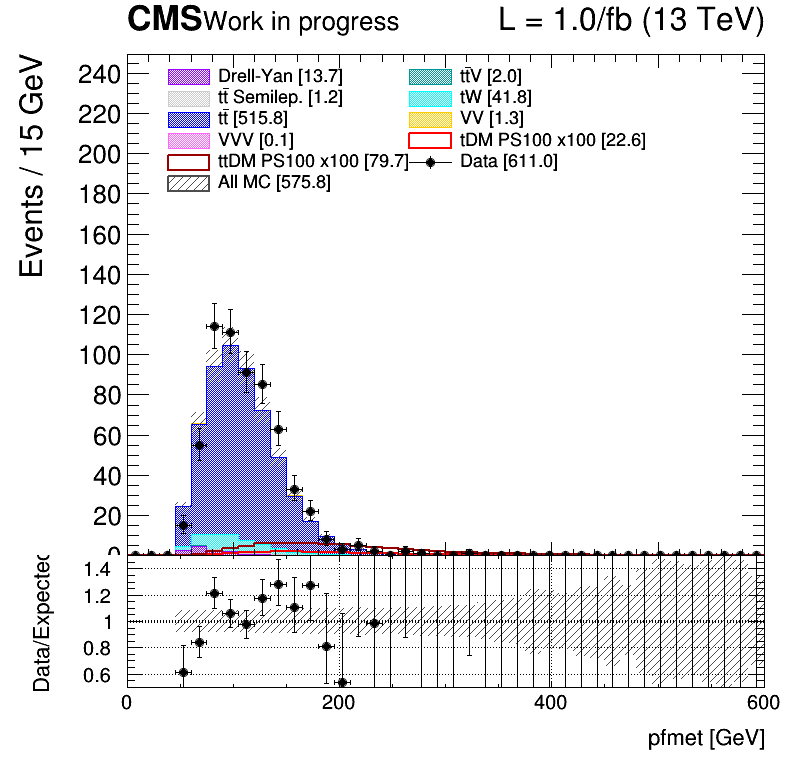 CMS Work in progress L = 1.0/fb (13 TeV)
Events / 15 GeV
240
220
200
180
160
140
120
100
80
60
40
20
0
Drell-Yan [13.7]
tt̄V [2.0]
tt̄ Semilep. [1.2]
tW [41.8]
tt̄ [515.8]
VV [1.3]
VVV [0.1]
tDM PS100 x100 [22.6]
ttDM PS100 x100 [79.7]
Data [611.0]
All MC [575.8]
Data/Expected
1.4
1.2
1
0.8
0.6
0 200 400 600
pfmet [GeV]